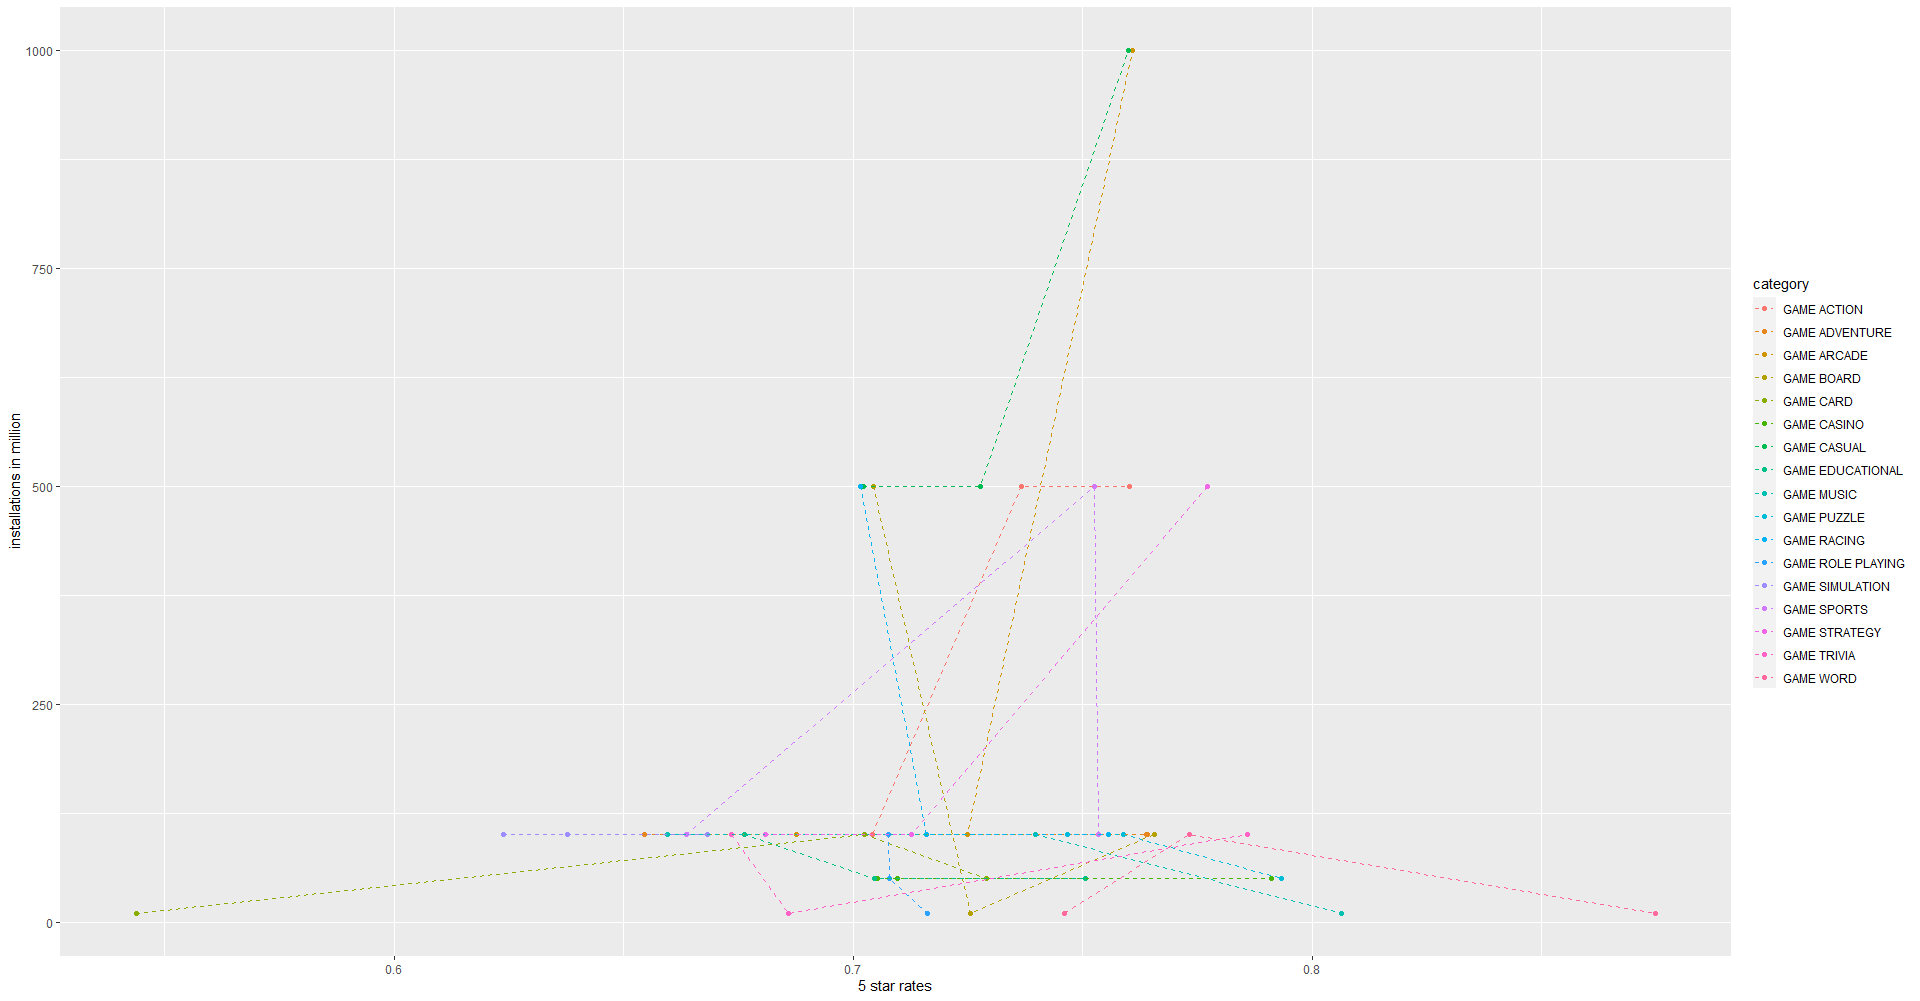 1000
750
500
250
0
installations in million
0.6
0.7
0.8
5 star rates
category
GAME ACTION
GAME ADVENTURE
GAME ARCADE
GAME BOARD
GAME CARD
GAME CASINO
GAME CASUAL
GAME EDUCATIONAL
GAME MUSIC
GAME PUZZLE
GAME RACING
GAME ROLE PLAYING
GAME SIMULATION
GAME SPORTS
GAME STRATEGY
GAME TRIVIA
GAME WORD